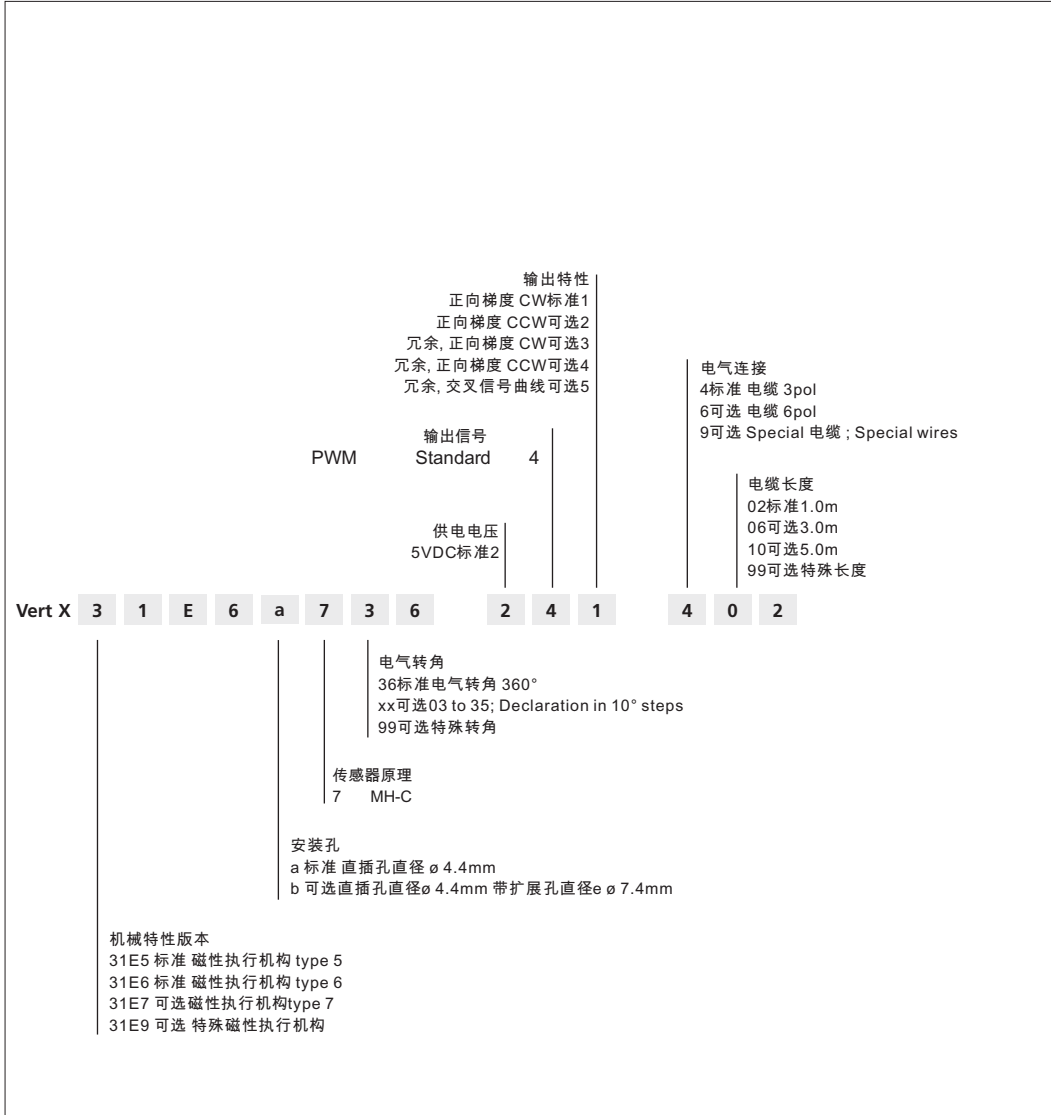 输出特性
正向梯度 CW标准1
正向梯度 CCW可选2
冗余, 正向梯度 CW可选3
冗余, 正向梯度 CCW可选4
冗余, 交叉信号曲线可选5
输出信号
PWM Standard 4
供电电压
5VDC标准2
电气连接
4标准 电缆 3pol
6可选 电缆 6pol
9可选 Special 电缆 ; Special wires
电缆长度
02标准1.0m
06可选3.0m
10可选5.0m
99可选特殊长度
Vert X 3 1 E 6 a 7 3 6 2 4 1 4 0 2
电气转角
36标准电气转角 360°
xx可选03 to 35; Declaration in 10° steps
99可选特殊转角
传感器原理
7 MH-C
安装孔
a 标准 直插孔直径 ø 4.4mm
b 可选直插孔直径ø 4.4mm 带扩展孔直径e ø 7.4mm
机械特性版本
31E5 标准 磁性执行机构 type 5
31E6 标准 磁性执行机构 type 6
31E7 可选磁性执行机构type 7
31E9 可选 特殊磁性执行机构